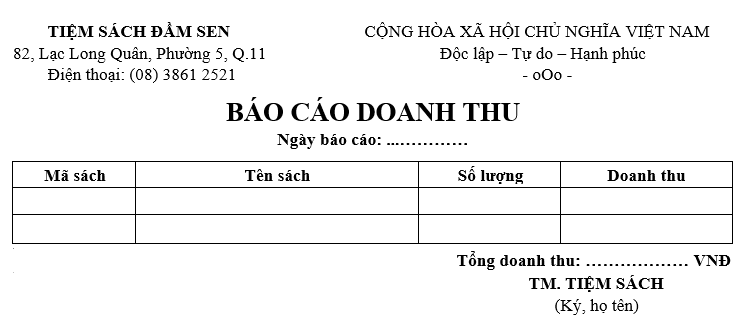 TIỆM SÁCH ĐẦM SEN
82, Lạc Long Quân, Phường 5, Q.11
Điện thoại: (08) 3861 2521
CỘNG HÒA XÃ HỘI CHỦ NGHĨA VIỆT NAM
Độc lập – Tự do – Hạnh phúc
- oOo -
BÁO CÁO DOANH THU
Ngày báo cáo: ...…………
Mã sách Tên sách Số lượng Doanh thu
Tổng doanh thu: ……………… VNĐ
TM. TIỆM SÁCH
(Ký, họ tên)